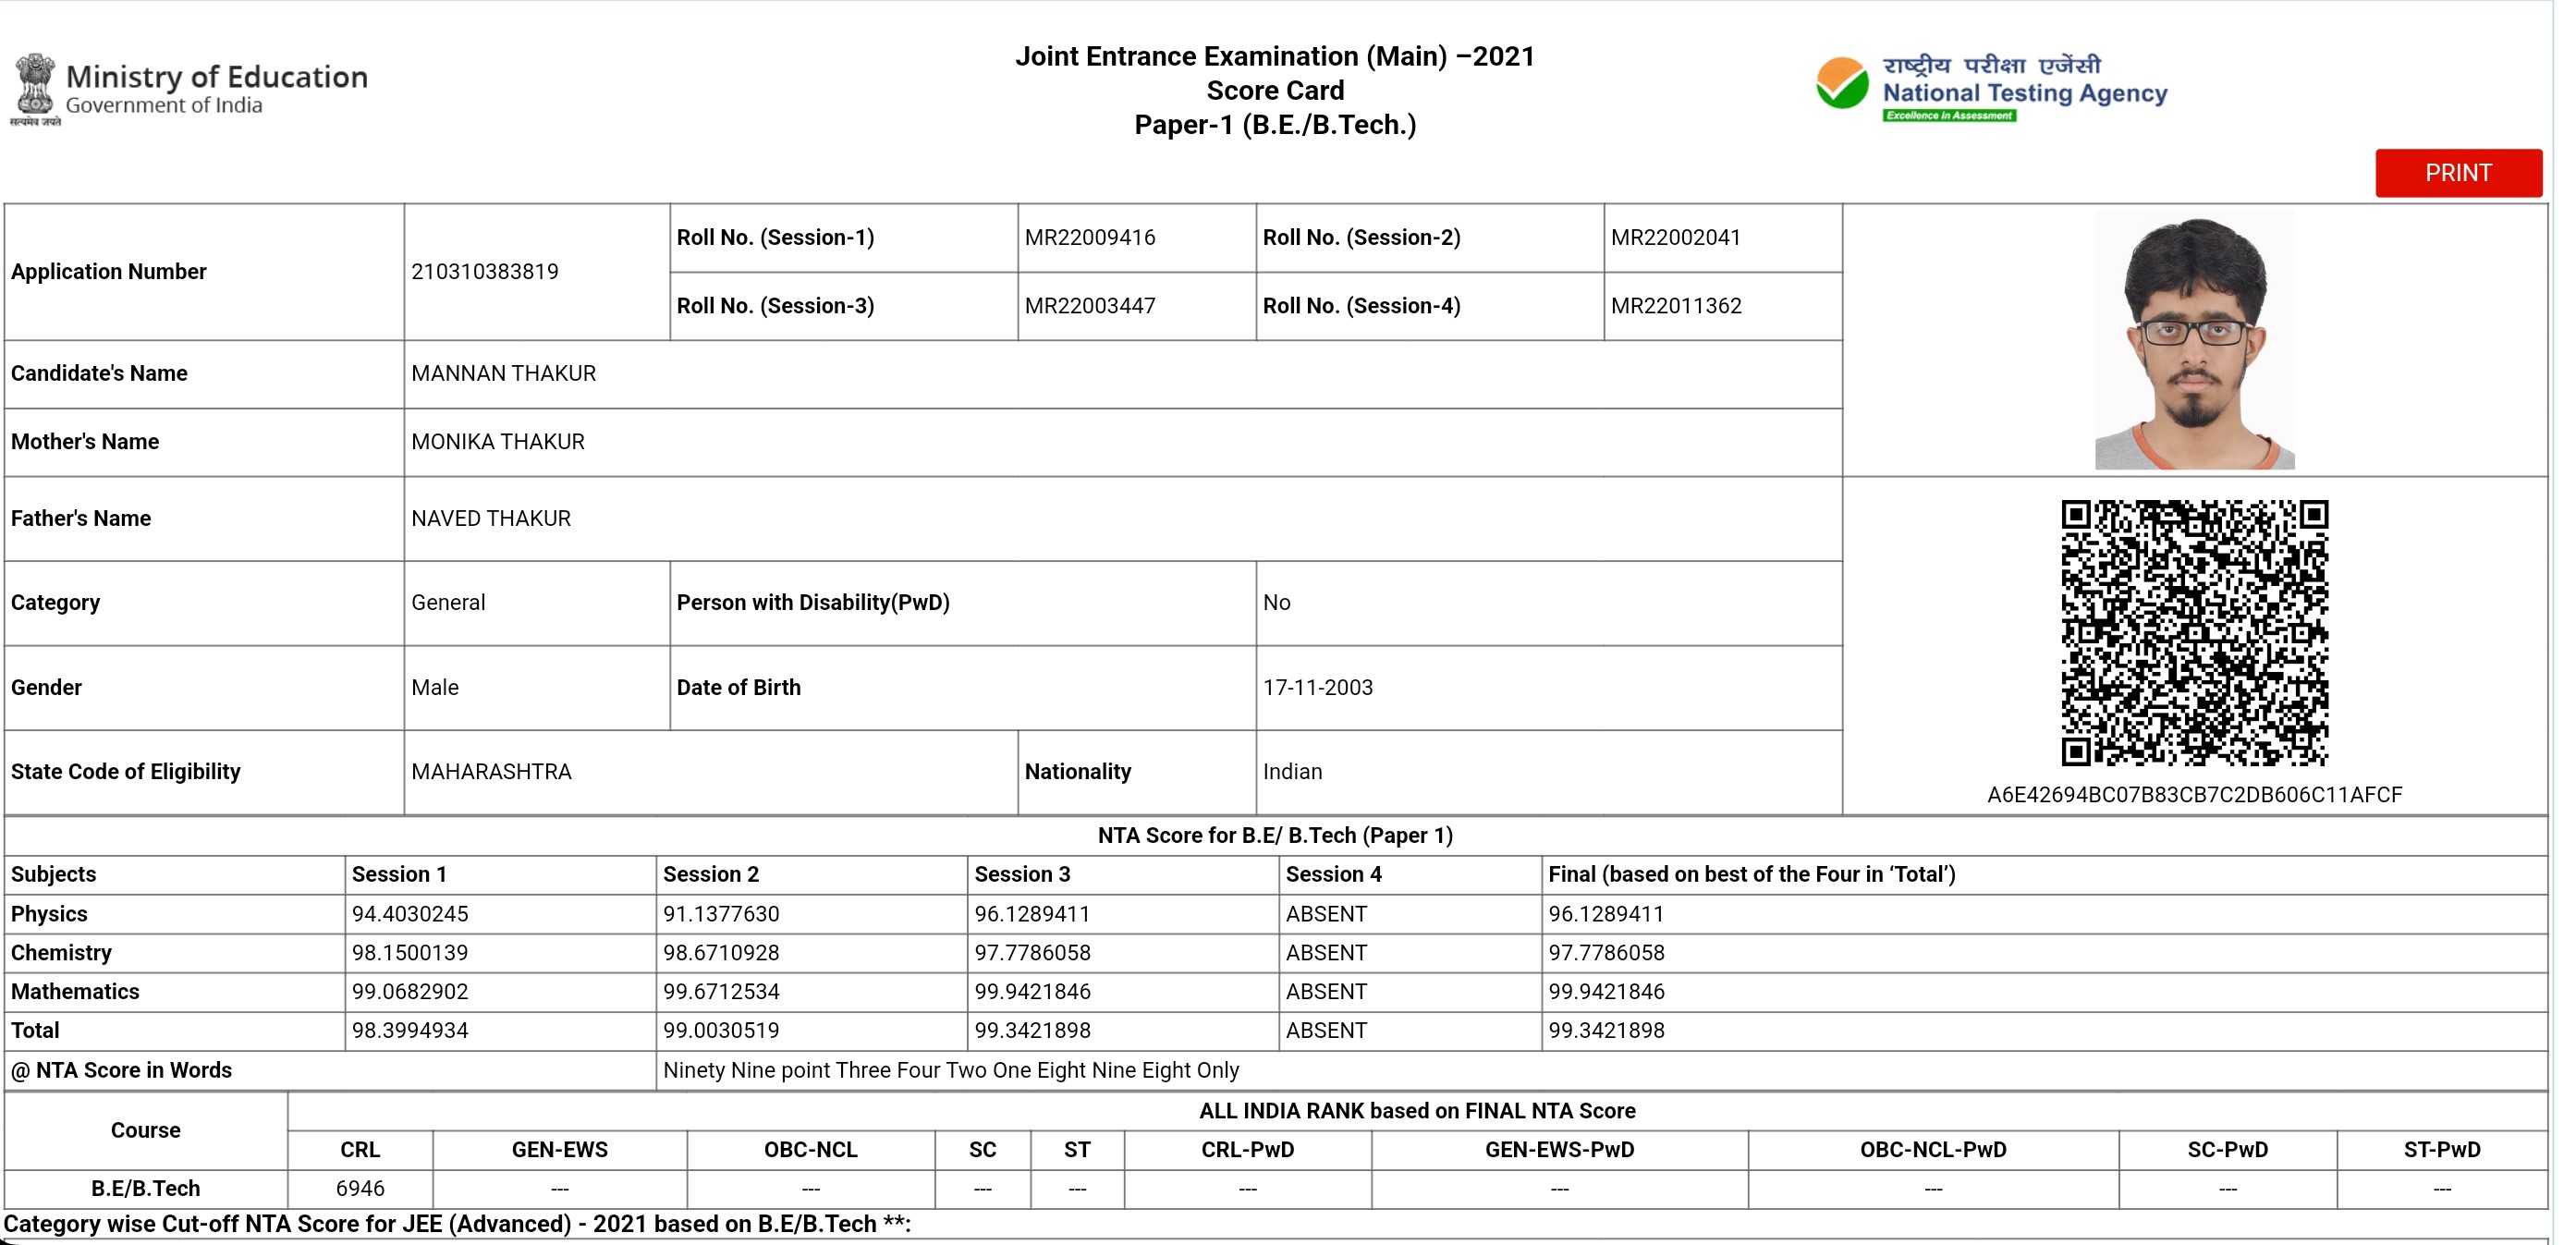 Ministry of Education
Government of India
सत्यमेव जयते
Joint Entrance Examination (Main) –2021
Score Card
Paper-1 (B.E./B.Tech.)
राष्ट्रीय परीक्षा एजेंसी
National Testing Agency
Excellence in Assessment
PRINT
Application Number 210310383819 Roll No. (Session-1) MR22009416 Roll No. (Session-2) MR22002041
Roll No. (Session-3) MR22003447 Roll No. (Session-4) MR22011362
Candidate's Name MANNAN THAKUR
Mother's Name MONIKA THAKUR
Father's Name NAVED THAKUR
Category General Person with Disability(PwD) No
Gender Male Date of Birth 17-11-2003
State Code of Eligibility MAHARASHTRA Nationality Indian
A6E42694BC07B83CB7C2DB606C11AFCF
NTA Score for B.E/ B.Tech (Paper 1)
Subjects Session 1 Session 2 Session 3 Session 4 Final (based on best of the Four in ‘Total’)
Physics 94.4030245 91.1377630 96.1289411 ABSENT 96.1289411
Chemistry 98.1500139 98.6710928 97.7786058 ABSENT 97.7786058
Mathematics 99.0682902 99.6712534 99.9421846 ABSENT 99.9421846
Total 98.3994934 99.0030519 99.3421898 ABSENT 99.3421898
@ NTA Score in Words Ninety Nine point Three Four Two One Eight Nine Eight Only
Course ALL INDIA RANK based on FINAL NTA Score
CRL GEN-EWS OBC-NCL SC ST CRL-PwD GEN-EWS-PwD OBC-NCL-PwD SC-PwD ST-PwD
B.E/B.Tech 6946 --- --- --- --- --- --- --- --- ---
Category wise Cut-off NTA Score for JEE (Advanced) - 2021 based on B.E/B.Tech **: